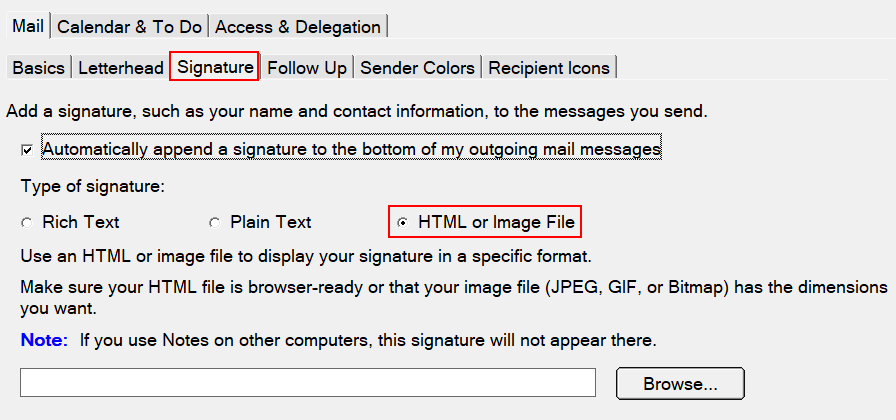 Mail Calendar & To Do Access & Delegation
Basics Letterhead Signature Follow Up Sender Colors Recipient Icons
Add a signature, such as your name and contact information, to the messages you send.
Automatically append a signature to the bottom of my outgoing mail messages
Type of signature:
Rich Text Plain Text HTML or Image File
Use an HTML or image file to display your signature in a specific format.
Make sure your HTML file is browser-ready or that your image file (JPEG, GIF, or Bitmap) has the dimensions
you want.
Note: If you use Notes on other computers, this signature will not appear there.
Browse...